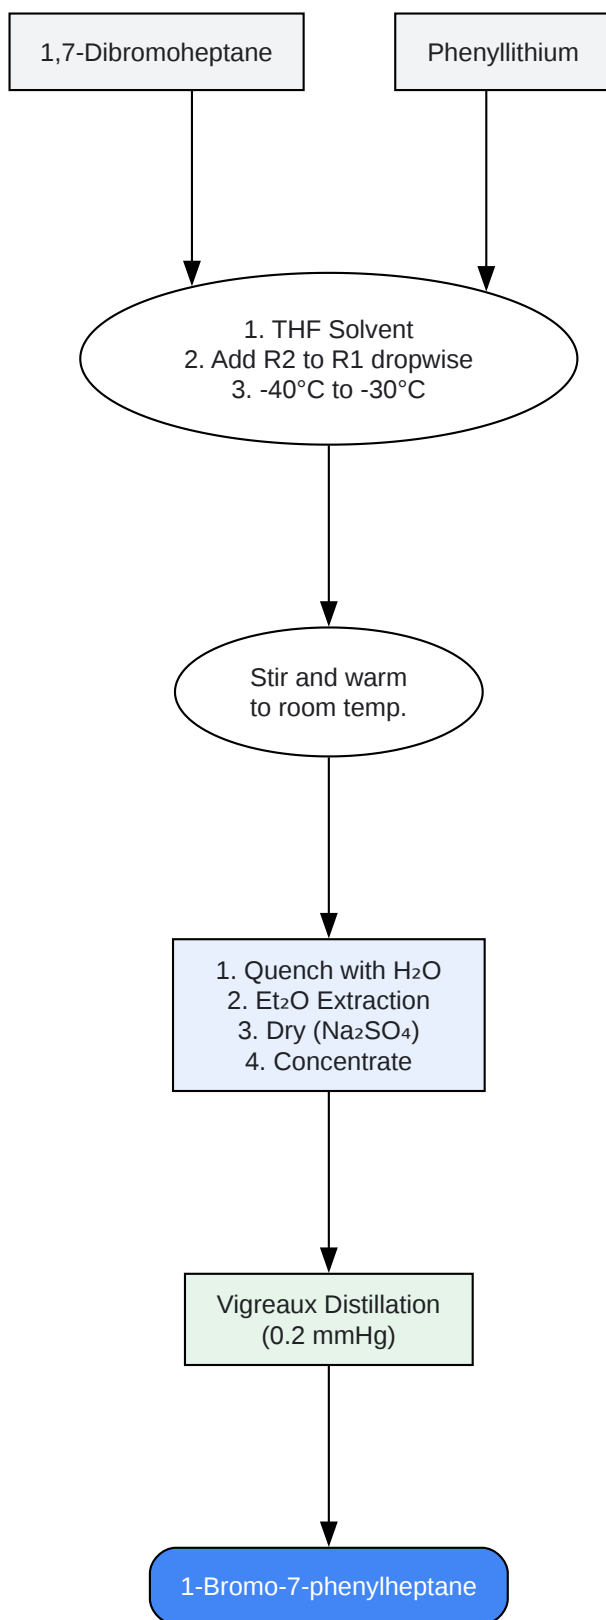 1,7-Dibromoheptane
Phenyllithium
1. THF Solvent
2. Add R2 to R1 dropwise
3. -40°C to -30°C
Stir and warm
to room temp.
1. Quench with H₂O
2. Et₂O Extraction
3. Dry (Na₂SO₄)
4. Concentrate
Vigreaux Distillation
(0.2 mmHg)
1-Bromo-7-phenylheptane